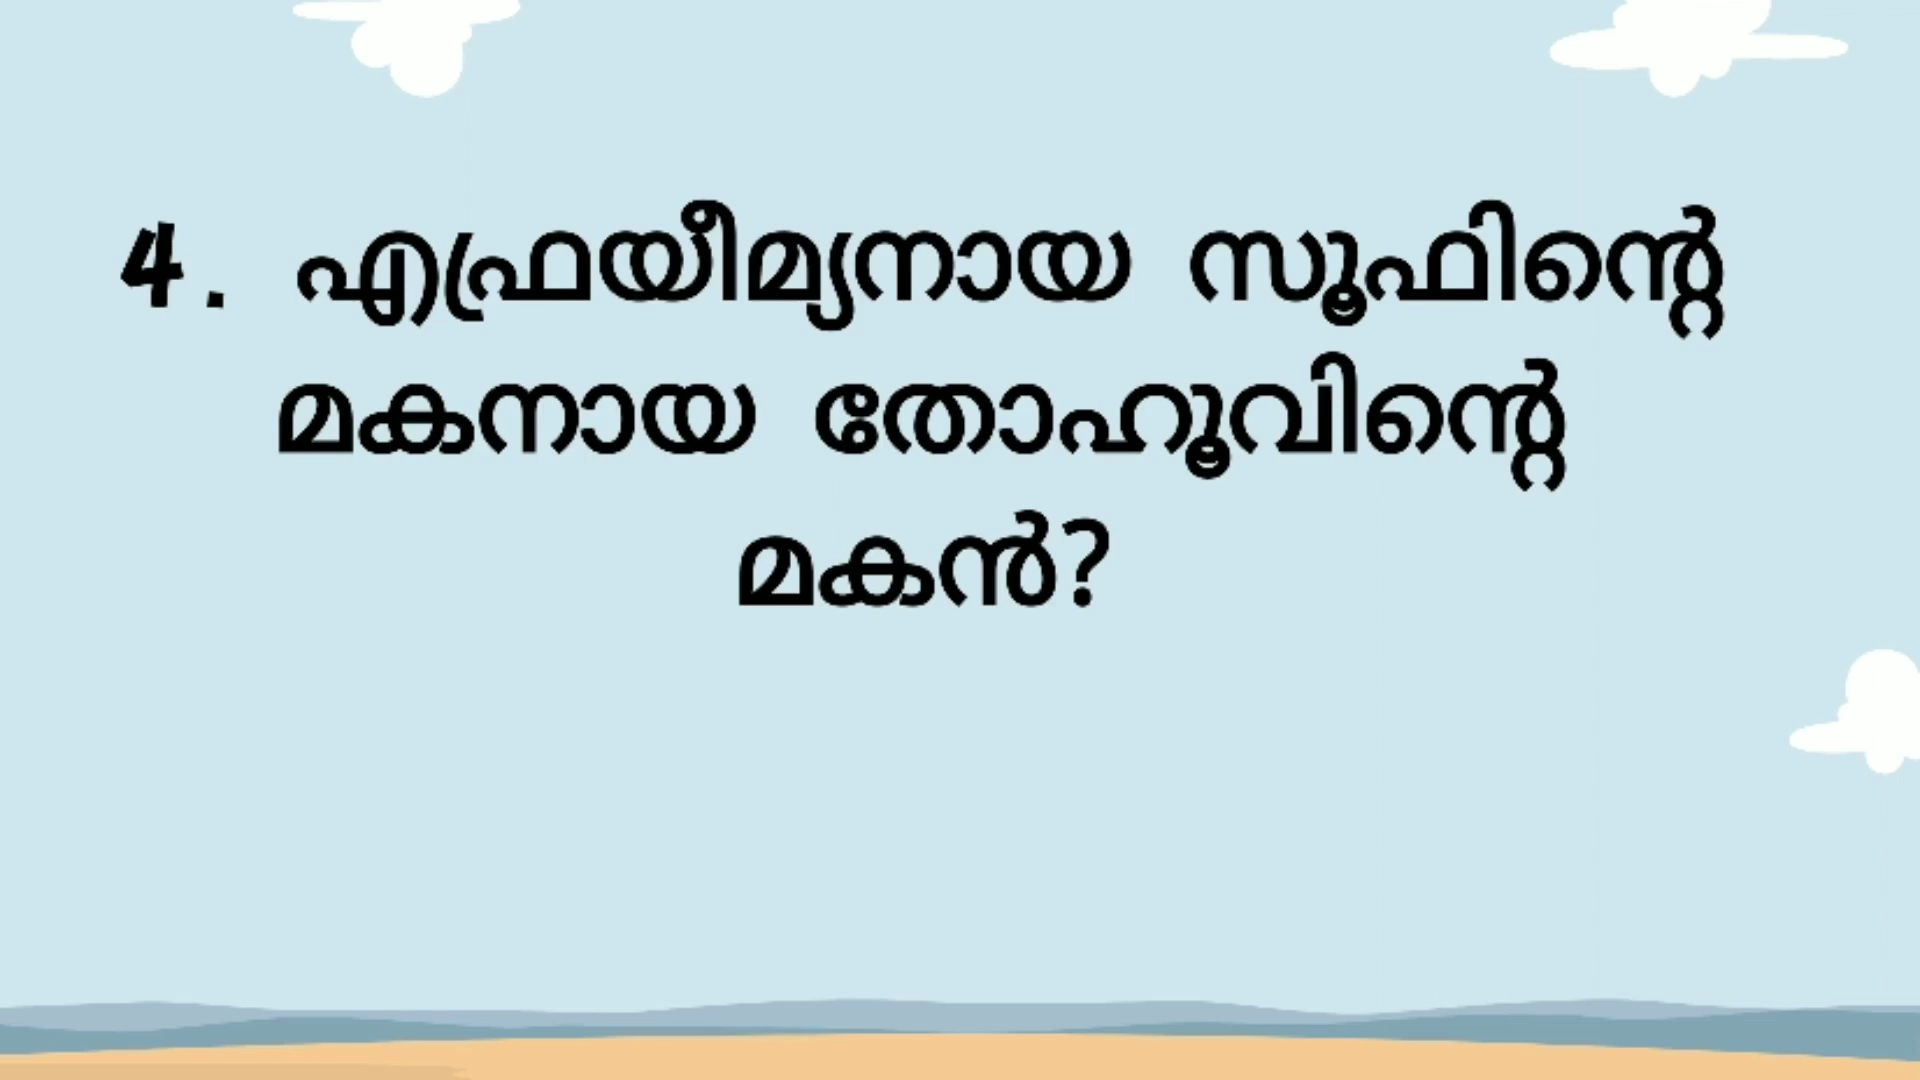 4. എഫ്രയീമ്യനായ സൂഫിന്റെ
മകനായ തോഹൂവിന്റെ
മകൻ?